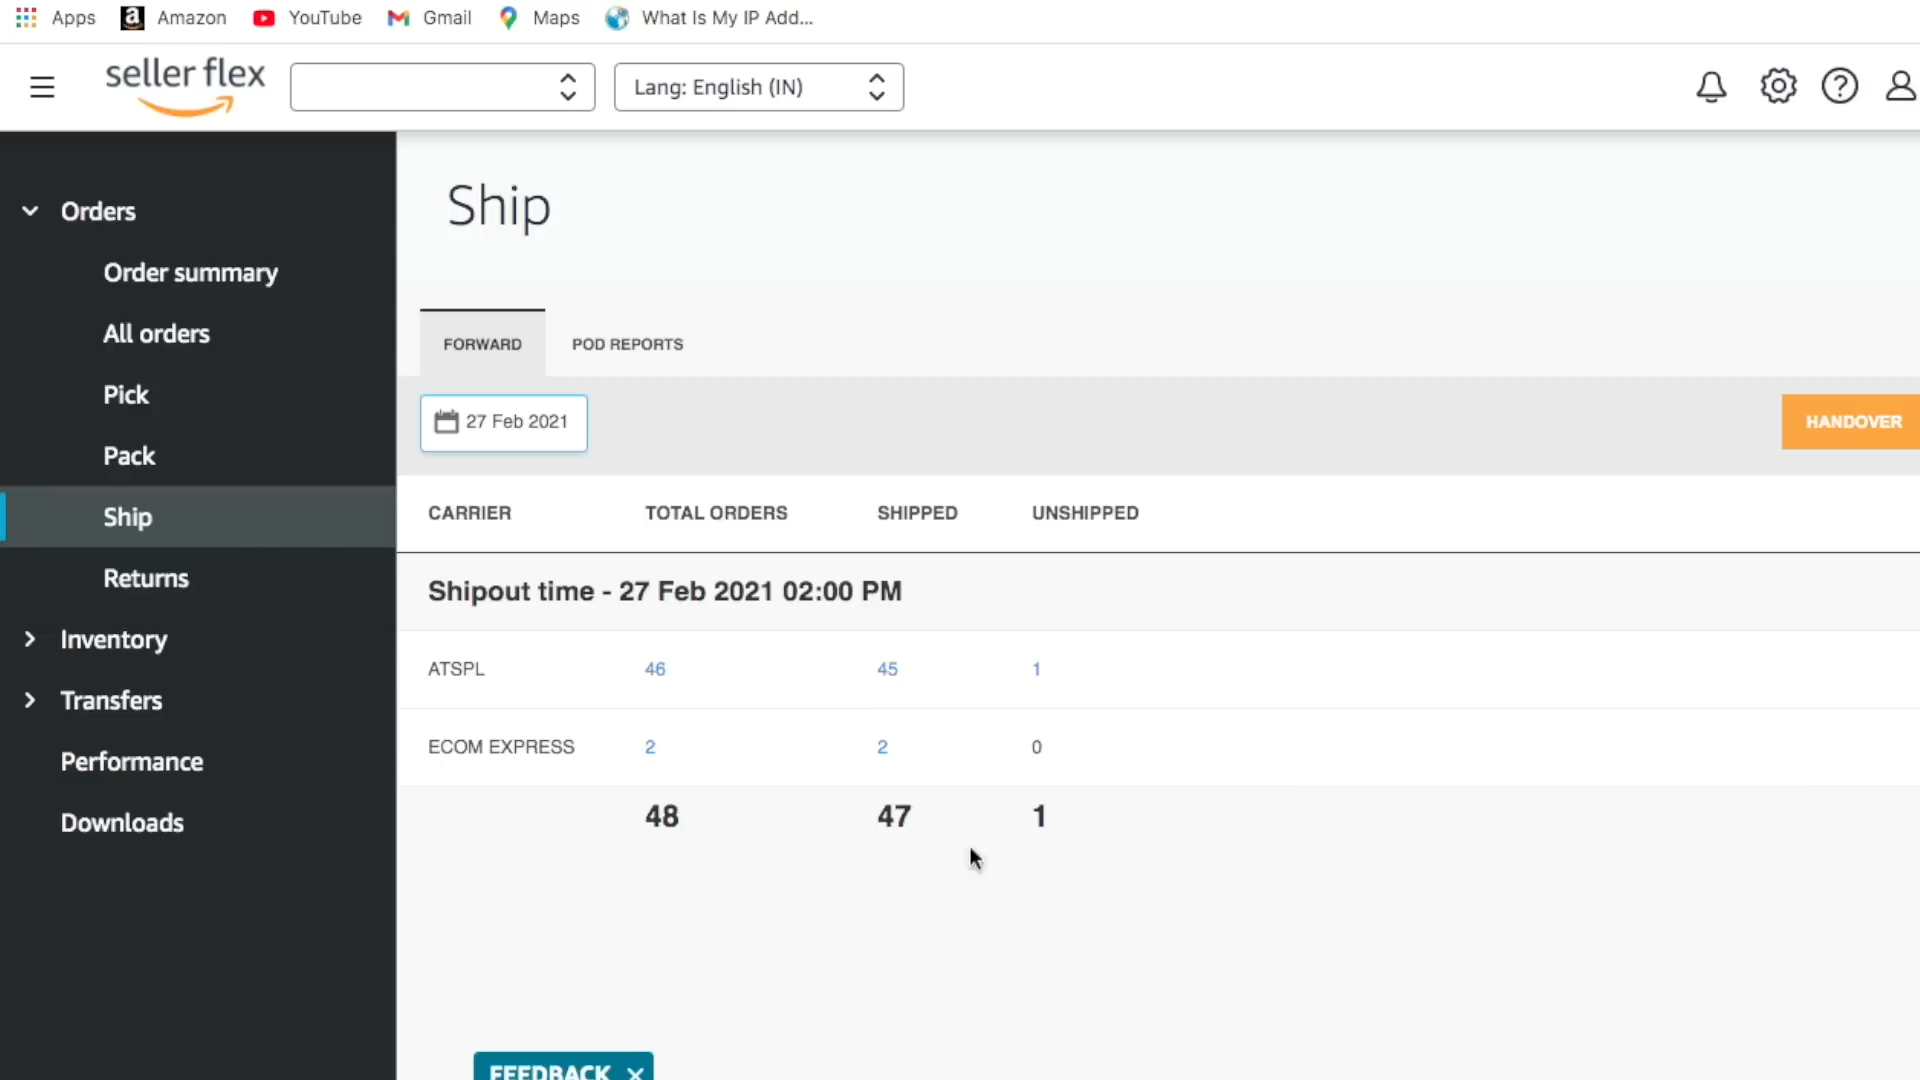 Apps Amazon YouTube Gmail Maps What Is My IP Add...
seller flex Lang: English (IN)
Orders
Order summary
All orders
Pick
Pack
Ship
Returns
Inventory
Transfers
Performance
Downloads
Ship
FORWARD POD REPORTS
27 Feb 2021 HANDOVER
CARRIER TOTAL ORDERS SHIPPED UNSHIPPED
Shipout time - 27 Feb 2021 02:00 PM
ATSPL 46 45 1
ECOM EXPRESS 2 2 0
48 47 1
FEEDBACK